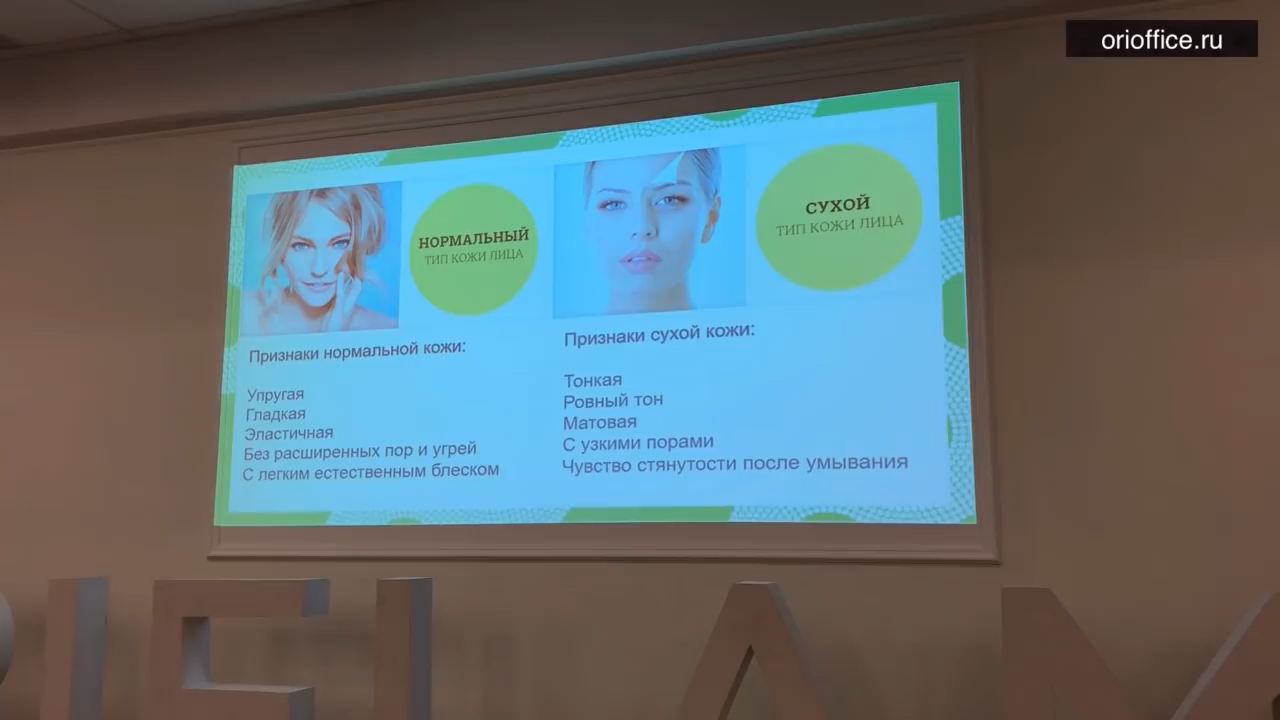 orioffice.ru
НОРМАЛЬНЫЙ
ТИП КОЖИ ЛИЦА
СУХОЙ
ТИП КОЖИ ЛИЦА
Признаки нормальной кожи:
Упругая
Гладкая
Эластичная
Без расширенных пор и угрей
С легким естественным блеском
Признаки сухой кожи:
Тонкая
Ровный тон
Матовая
С узкими порами
Чувство стянутости после умывания